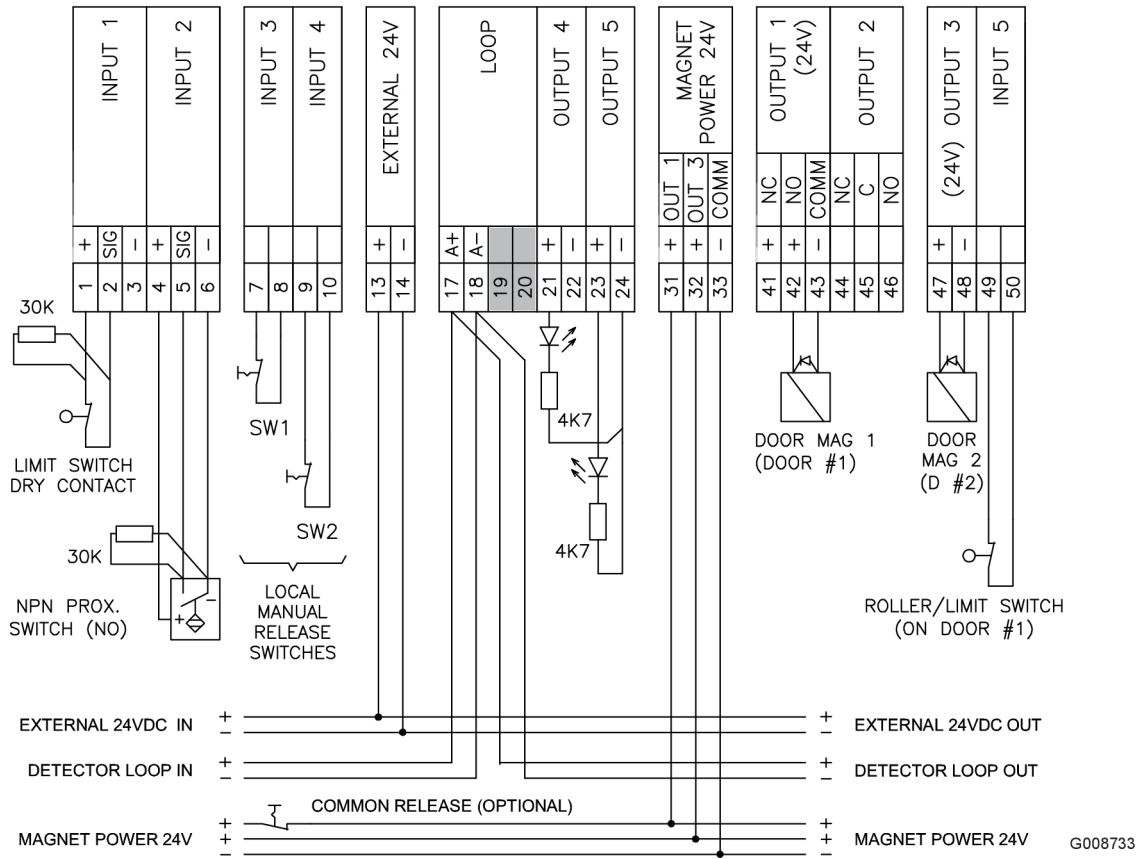 INPUT 1
INPUT 2
INPUT 3
INPUT 4
EXTERNAL 24V
LOOP
OUTPUT 4
OUTPUT 5
MAGNET
POWER 24V
OUTPUT 1
(24V)
OUTPUT 2
(24V) OUTPUT 3
INPUT 5
OUT 1
OUT 3
COMM
NC
NO
COMM
NC
C
NO
+ SIG - + SIG -
+ -
A+ A- + - + -
+ + -
+ + -
+ -
1 2 3 4 5 6
7 8 9 10
13 14
17 18 19 20 21 22 23 24
31 32 33
41 42 43 44 45 46
47 48 49 50
30K
LIMIT SWITCH
DRY CONTACT
30K
NPN PROX.
SWITCH (NO)
+ -
SW1
SW2
LOCAL
MANUAL
RELEASE
SWITCHES
4K7
4K7
DOOR MAG 1
(DOOR #1)
DOOR
MAG 2
(D #2)
ROLLER/LIMIT SWITCH
(ON DOOR #1)
EXTERNAL 24VDC IN + - + - EXTERNAL 24VDC OUT
DETECTOR LOOP IN + - + - DETECTOR LOOP OUT
COMMON RELEASE (OPTIONAL)
MAGNET POWER 24V + + - + + - MAGNET POWER 24V
G008733